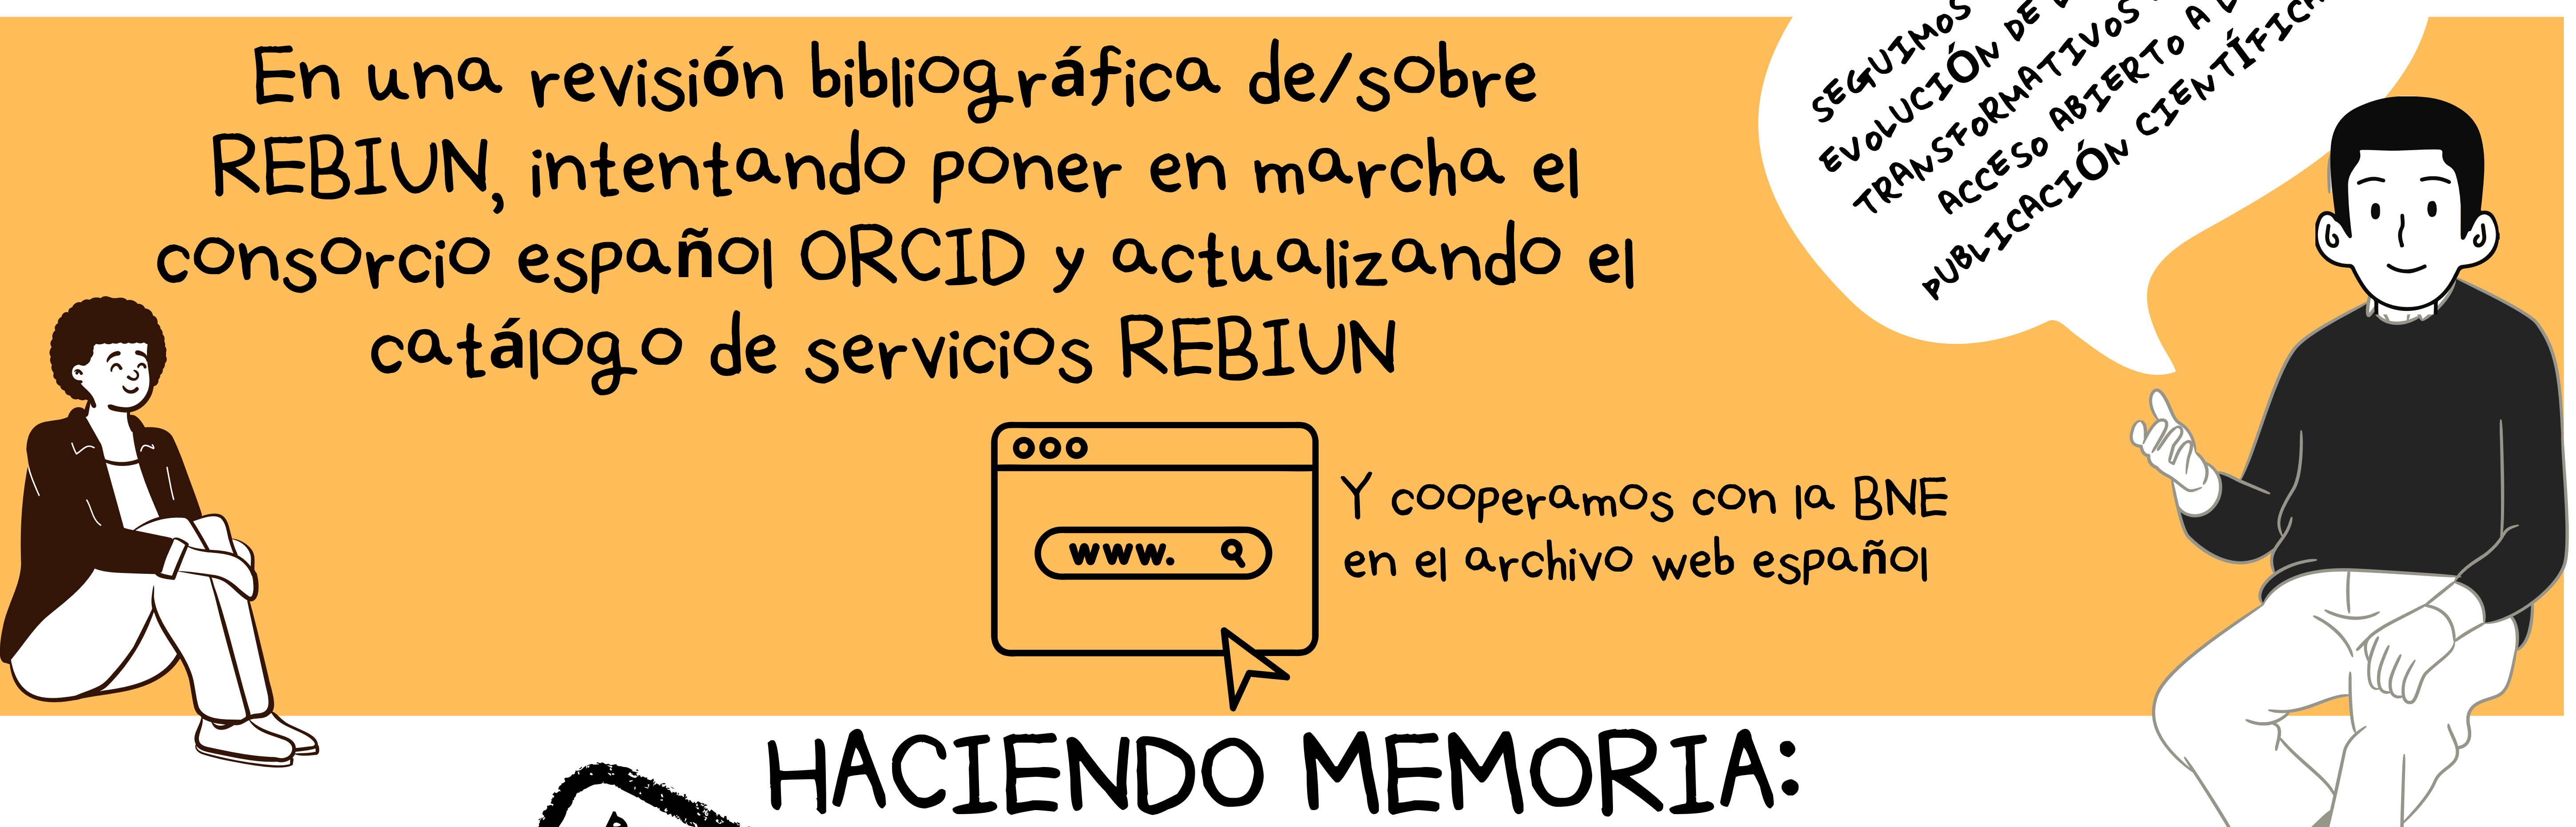 En una revisión bibliográfica de/sobre
REBIUN, intentando poner en marcha el
consorcio español ORCID y actualizando el
catálogo de servicios REBIUN
SEGUIMOS
EVOLUCIÓN DE
TRANSFORMATIVOS
ACCESO ABIERTO A
PUBLICACIÓN CIENTÍFICA
www.
Y cooperamos con la BNE
en el archivo web español
HACIENDO MEMORIA: